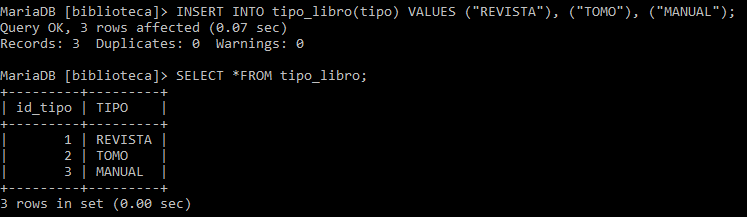 MariaDB [biblioteca]> INSERT INTO tipo_libro(tipo) VALUES ("REVISTA"), ("TOMO"), ("MANUAL");
Query OK, 3 rows affected (0.07 sec)
Records: 3  Duplicates: 0  Warnings: 0
MariaDB [biblioteca]> SELECT *FROM tipo_libro;
+---------+---------+
| id_tipo | TIPO    |
+---------+---------+
|       1 | REVISTA |
|       2 | TOMO    |
|       3 | MANUAL  |
+---------+---------+
3 rows in set (0.00 sec)